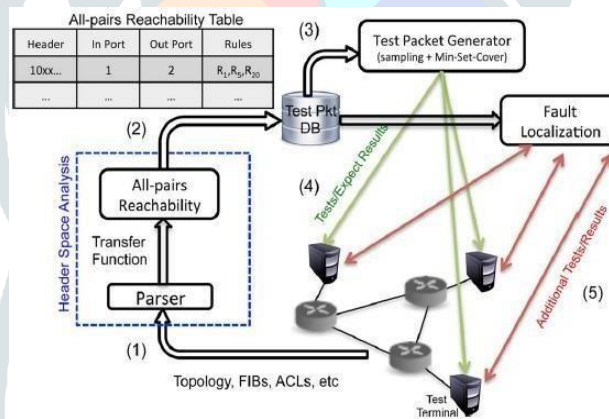 All-pairs Reachability Table
Header In Port Out Port Rules
10xx... 1 2 R1,R5,R20
... ... ... ...
(3)
Test Packet Generator
(sampling + Min-Set-Cover)
Test Pkt
DB
Fault
Localization
(2)
All-pairs
Reachability
Transfer
Function
Parser
Header Space Analysis
(1)
Topology, FIBs, ACLs, etc
(4)
Tests/Expect Results
Additional Tests/Results
(5)
Test
Terminal